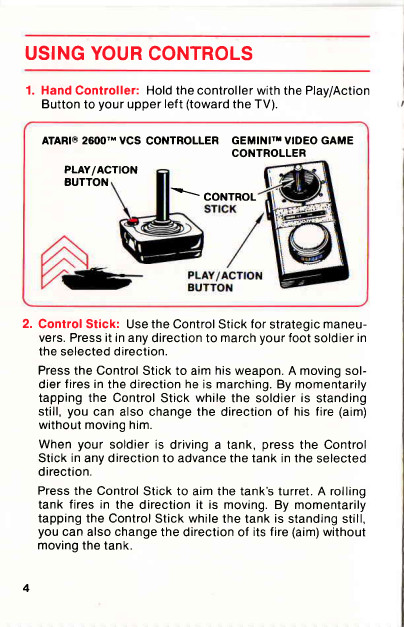 USING YOUR CONTROLS
1. Hand Controller: Hold the controller with the Play/Action
Button to your upper left (toward the TV).
ATARI® 2600™ VCS CONTROLLER
GEMINI™ VIDEO GAME
CONTROLLER
PLAY/ACTION
BUTTON
CONTROL
STICK
PLAY/ACTION
BUTTON
2. Control Stick: Use the Control Stick for strategic maneu-
vers. Press it in any direction to march your foot soldier in
the selected direction.
Press the Control Stick to aim his weapon. A moving sol-
dier fires in the direction he is marching. By momentarily
tapping the Control Stick while the soldier is standing
still, you can also change the direction of his fire (aim)
without moving him.
When your soldier is driving a tank, press the Control
Stick in any direction to advance the tank in the selected
direction.
Press the Control Stick to aim the tank's turret. A rolling
tank fires in the direction it is moving. By momentarily
tapping the Control Stick while the tank is standing still,
you can also change the direction of its fire (aim) without
moving the tank.
4